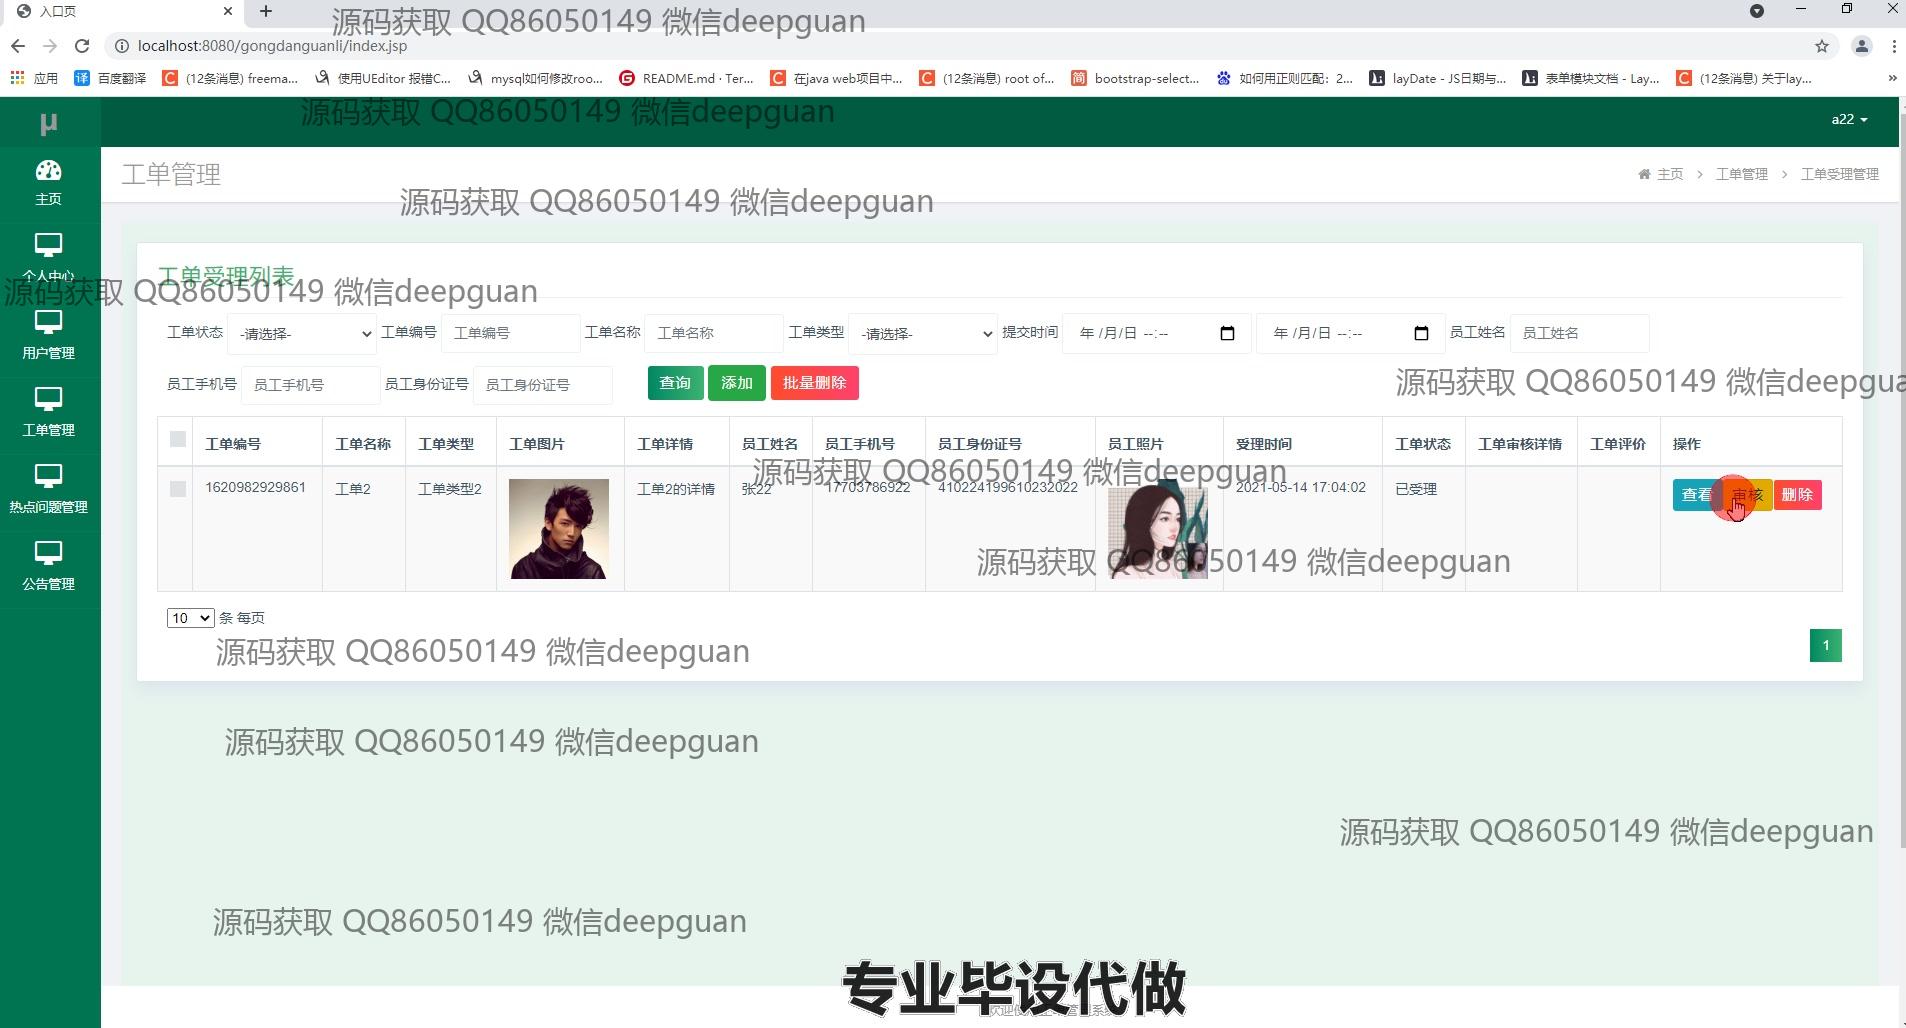 入口页
源码获取 QQ86050149 微信deepguan
localhost:8080/gongdanguanli/index.jsp
应用 百度翻译 (12条消息) freema... 使用UEditor 报错C... mysql如何修改roo... README.md · Ter... 在java web项目中... (12条消息) root of... bootstrap-select... 如何用正则匹配：2... layDate - JS日期与... 表单模块文档 - Lay... (12条消息) 关于lay...
源码获取 QQ86050149 微信deepguan
μ
a22
主页
工单管理
主页 > 工单管理 > 工单受理管理
源码获取 QQ86050149 微信deepguan
个人中心
工单受理列表
源码获取 QQ86050149 微信deepguan
工单状态 -请选择- 工单编号 工单编号 工单名称 工单名称 工单类型 -请选择- 提交时间 年 /月/日 --:-- 年 /月/日 --:-- 员工姓名 员工姓名
用户管理
员工手机号 员工手机号 员工身份证号 员工身份证号 查询 添加 批量删除
源码获取 QQ86050149 微信deepgua
工单管理
工单编号 工单名称 工单类型 工单图片 工单详情 员工姓名 员工手机号 员工身份证号 员工照片 受理时间 工单状态 工单审核详情 工单评价 操作
源码获取 QQ86050149 微信deepguan
1620982929861 工单2 工单类型2 工单2的详情 张22 17703786922 410224199610232022 2021-05-14 17:04:02 已受理 查看 审核 删除
热点问题管理
源码获取 QQ86050149 微信deepguan
公告管理
10 条 每页
源码获取 QQ86050149 微信deepguan
1
源码获取 QQ86050149 微信deepguan
源码获取 QQ86050149 微信deepguan
源码获取 QQ86050149 微信deepguan
专业毕设代做